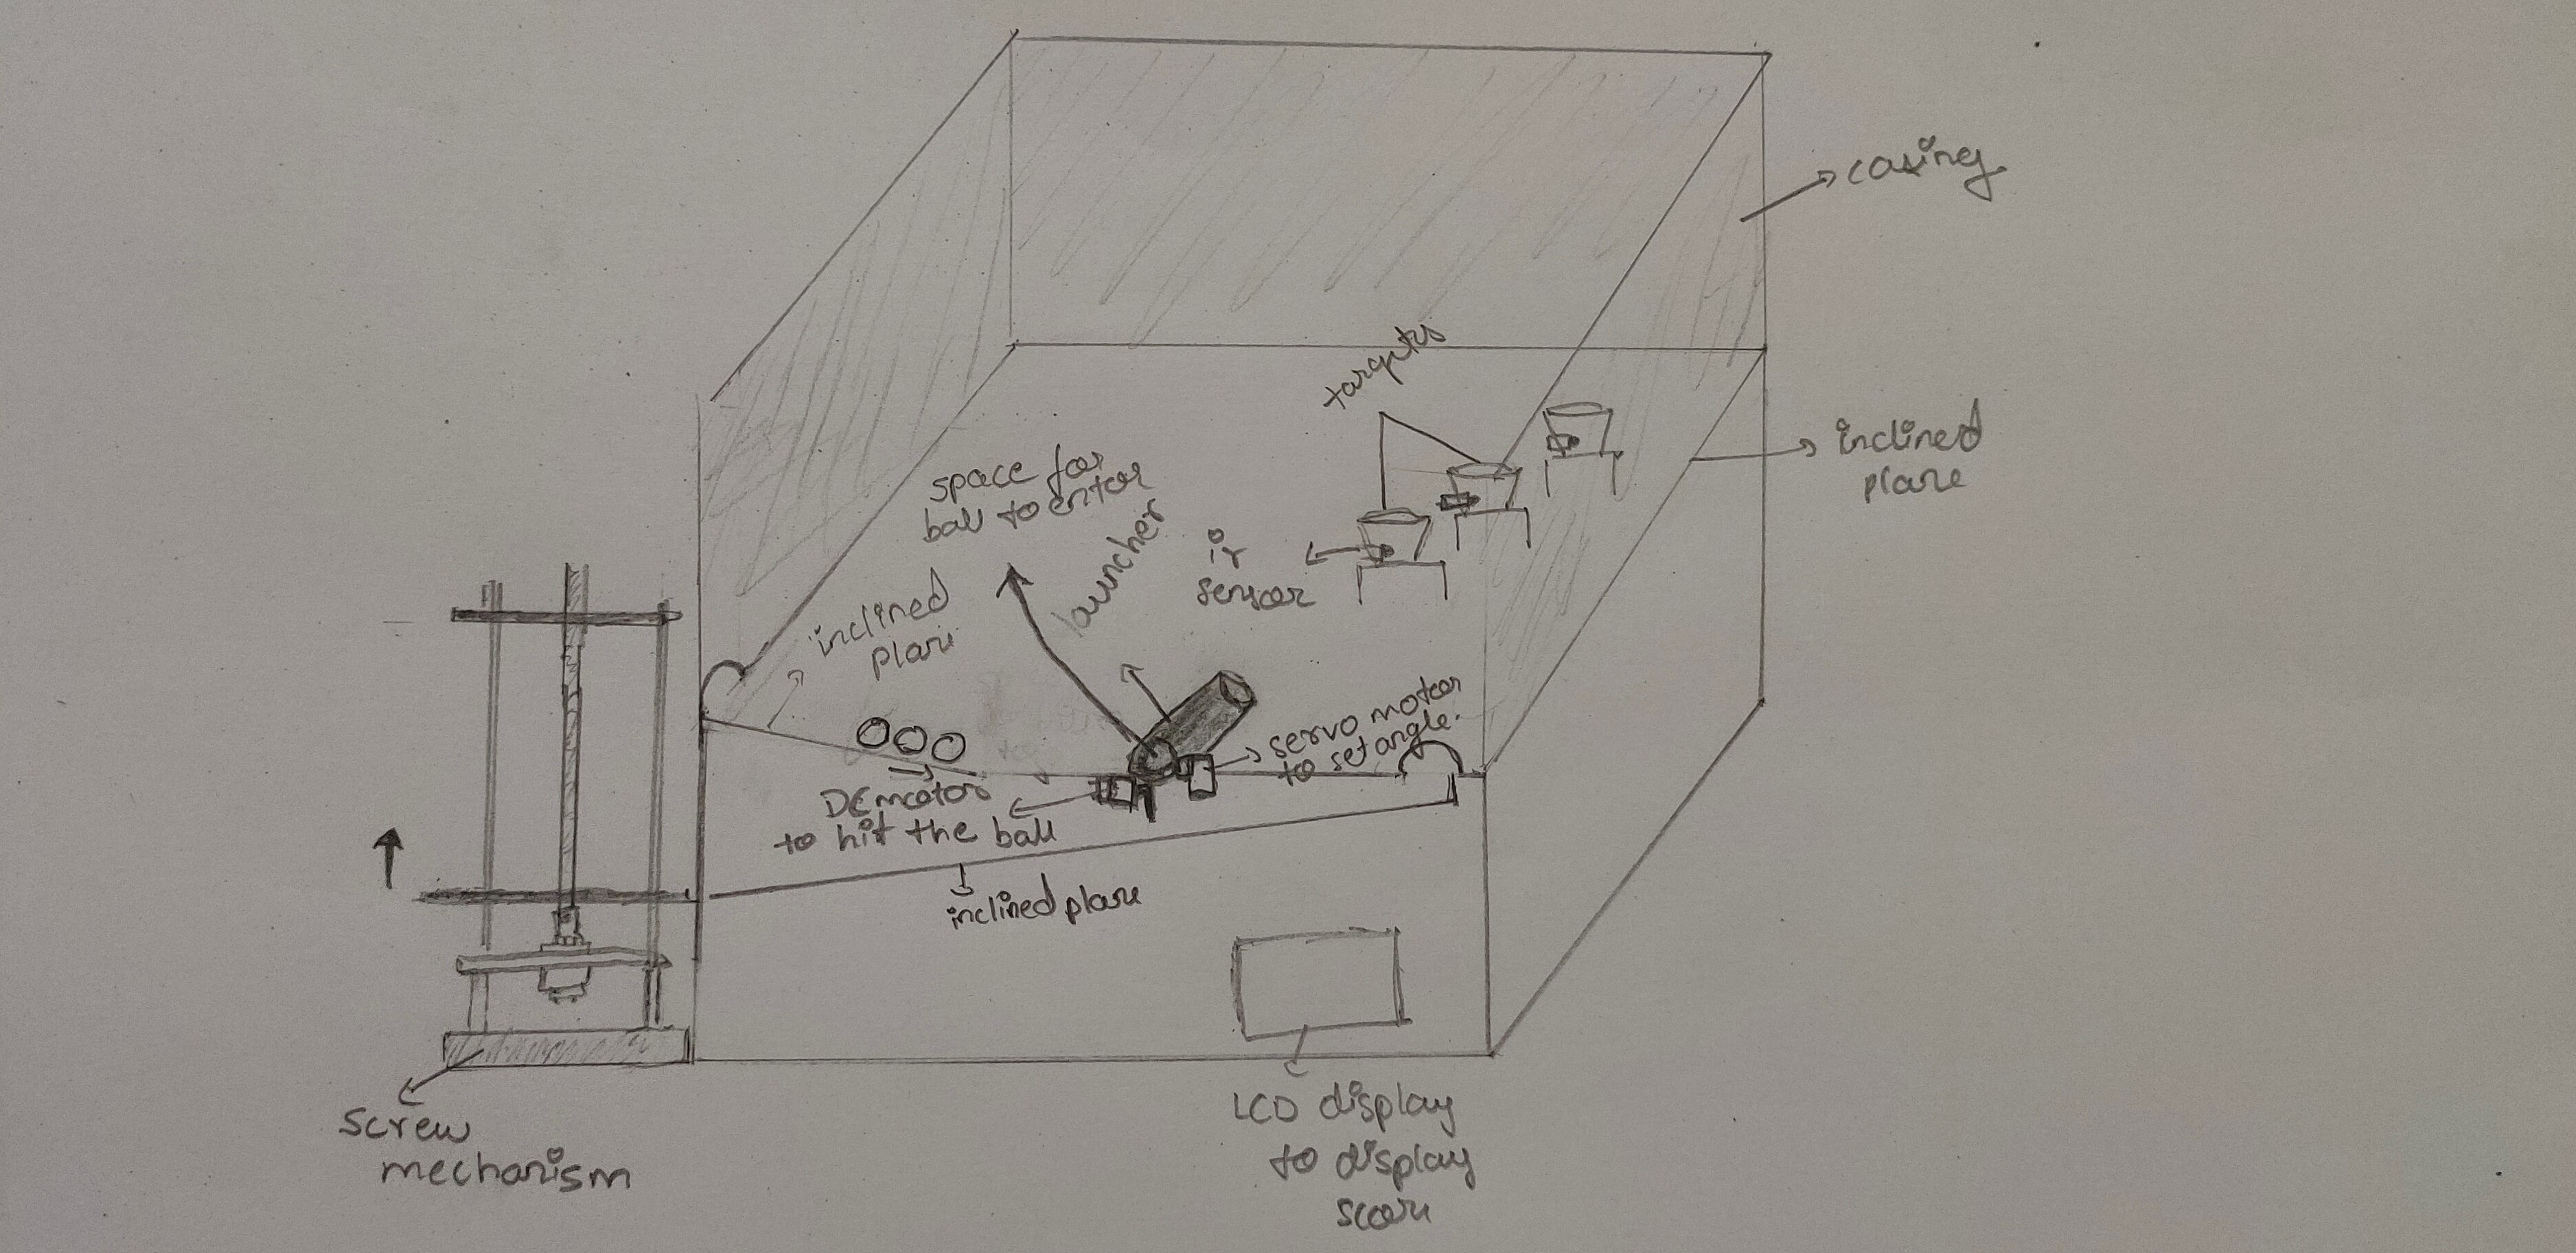 casing
targets
inclined
plane
space for
ball to enter
launcher
ir
sensor
inclined
plane
servo motor
to set angle.
DC motor
to hit the ball
inclined plane
screw
mechanism
LCD display
to display
score